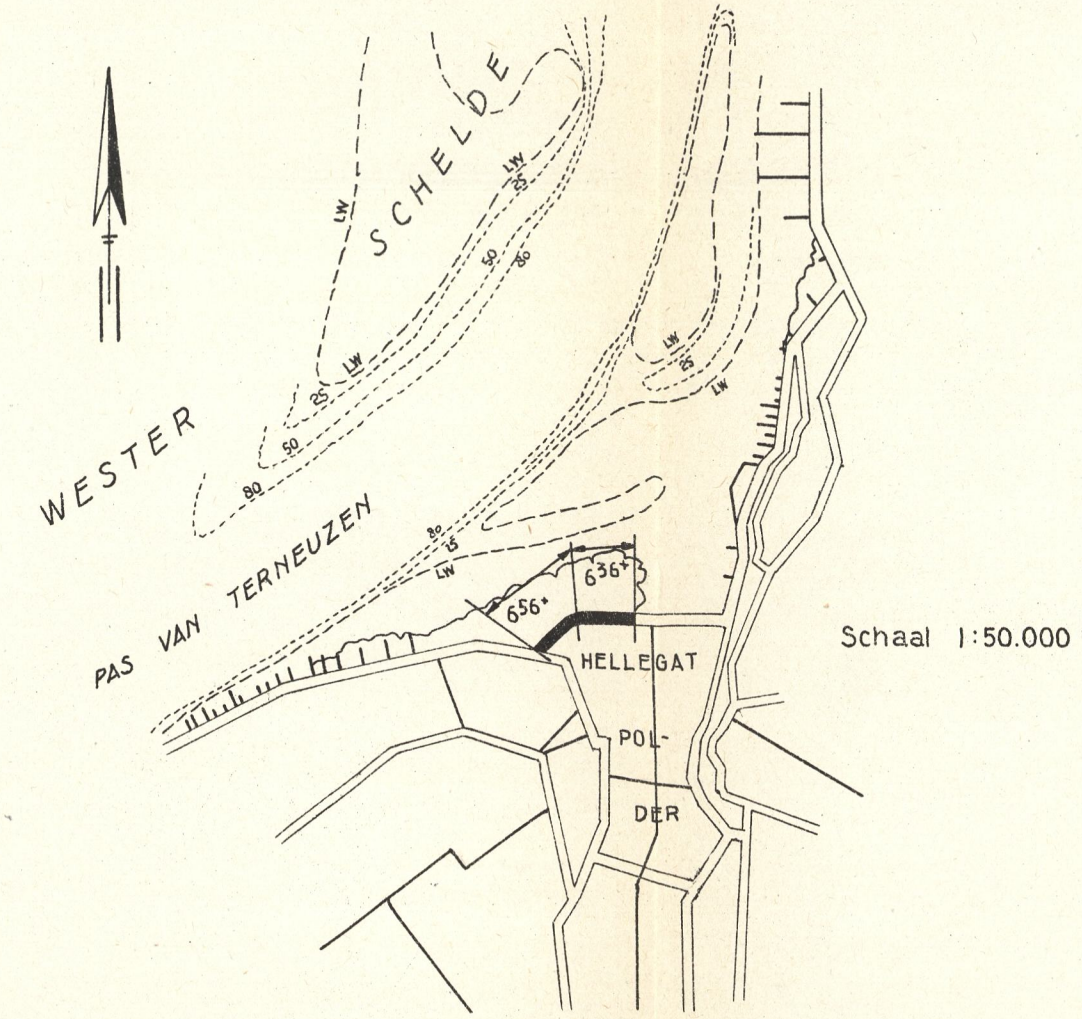 SCHELDE
LW
LW
25
50
80
LW
25
50
80
LW
25
LW
WESTER
PAS VAN TERNEUZEN
80
25
LW
6³⁶⁺
6⁵⁶⁺
HELLEGAT
POL-
DER
Schaal 1:50.000